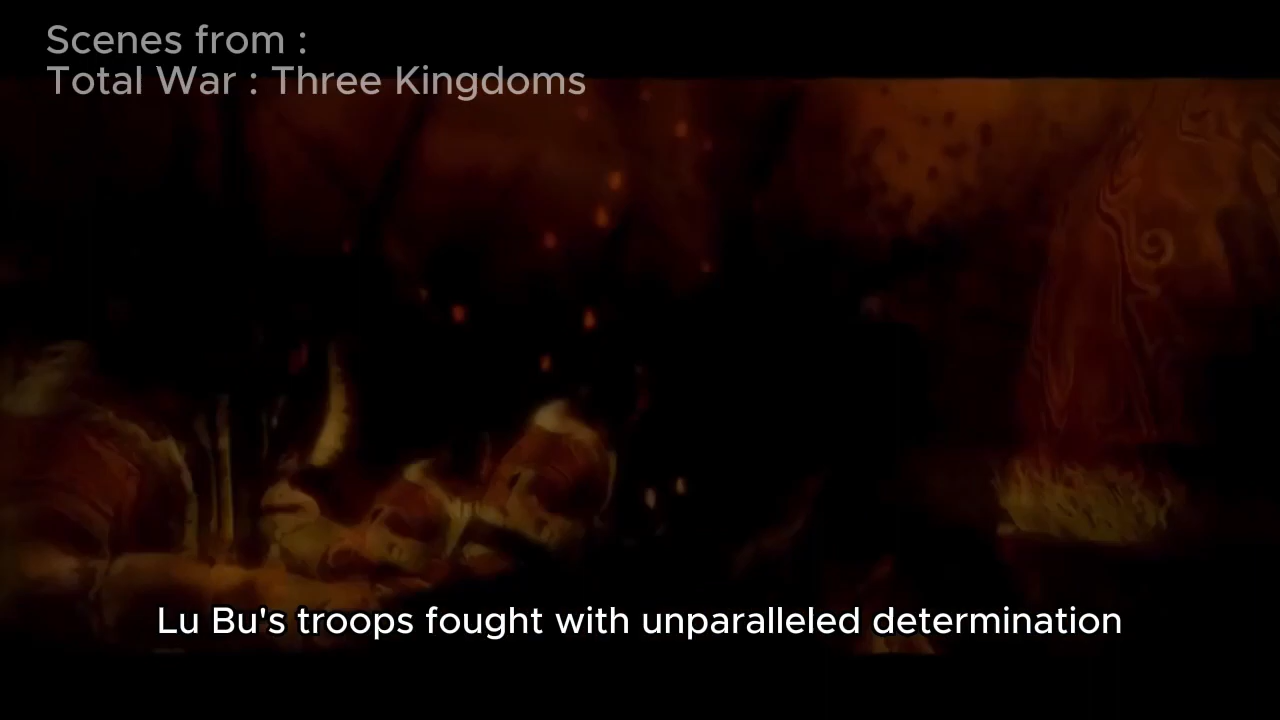 Scenes from :
Total War : Three Kingdoms
Lu Bu's troops fought with unparalleled determination